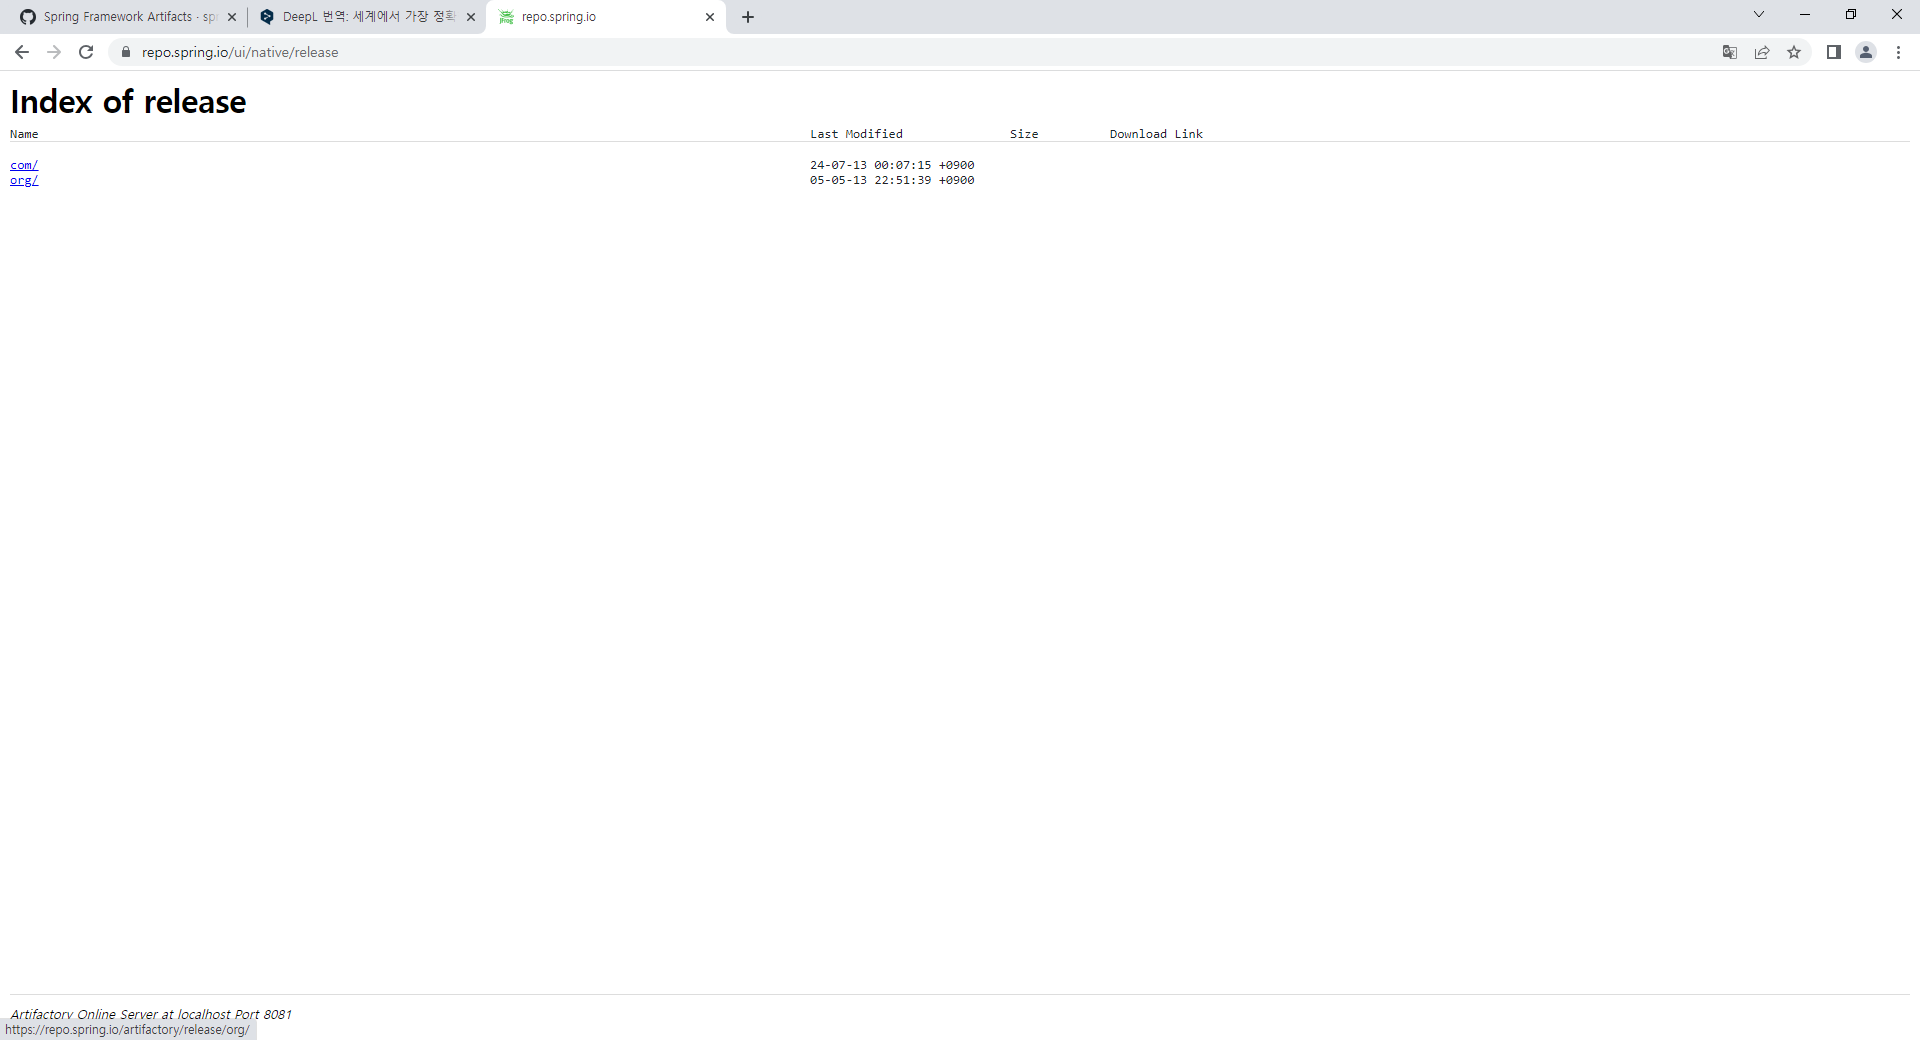 Spring Framework Artifacts · spr
DeepL 번역: 세계에서 가장 정확
repo.spring.io
repo.spring.io/ui/native/release
Index of release
Name Last Modified Size Download Link
com/ 24-07-13 00:07:15 +0900
org/ 05-05-13 22:51:39 +0900
Artifactory Online Server at localhost Port 8081
https://repo.spring.io/artifactory/release/org/